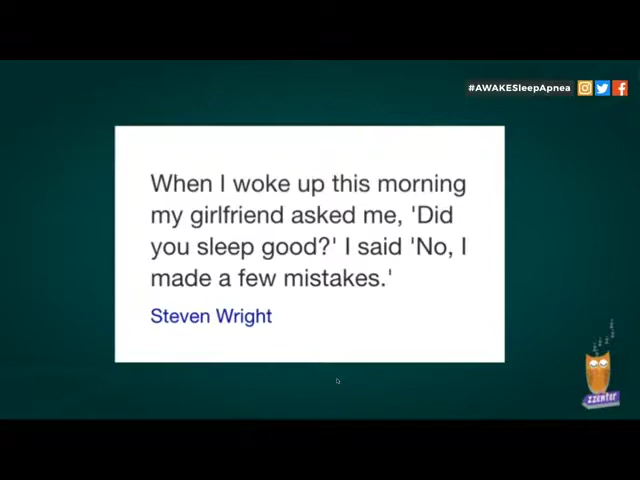 #AWAKESleepApnea
When I woke up this morning
my girlfriend asked me, 'Did
you sleep good?' I said 'No, I
made a few mistakes.'
Steven Wright
zzenter